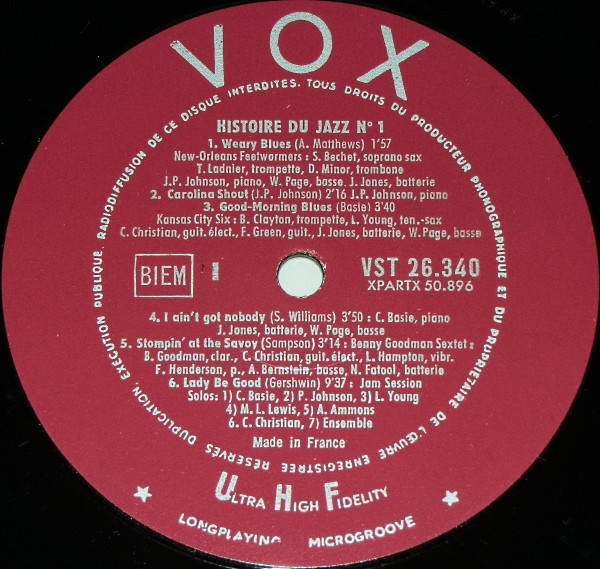 VOX
RADIODIFFUSION DE CE DISQUE INTERDITES. TOUS DROITS DU PRODUCTEUR PHONOGRAPHIQUE ET DU PROPRIETAIRE DE L'ŒUVRE ENREGISTREE RÉSERVÉS DUPLICATION, EXECUTION PUBLIQUE,
HISTOIRE DU JAZZ N° 1
1. Weary Blues (A. Matthews) 1'57
New-Orleans Feetwarmers : S. Bechet, soprano sax
T. Ladnier, trompette, D. Minor, trombone
J.P. Johnson, piano, W. Page, basse, J. Jones, batterie
2. Carolina Shout (J.P. Johnson) 2'16 J.P. Johnson, piano
3. Good-Morning Blues (Basie) 3'40
Kansas City Six : B. Clayton, trompette, L. Young, ten.-sax
C. Christian, guit.élect., F. Green, guit., J. Jones, batterie, W. Page, basse
BIEM
1
VST 26.340
XPARTX 50.896
4. I ain't got nobody (S. Williams) 3'50 : C. Basie, piano
J. Jones, batterie, W. Page, basse
5. Stompin' at the Savoy (Sampson) 3'14 : Benny Goodman Sextet :
B. Goodman, clar., C. Christian, guit. élect., L. Hampton, vibr.
F. Henderson, p., A. Bernstein, basse, N. Fatool, batterie
6. Lady Be Good (Gershwin) 9'37 : Jam Session
Solos: 1) C. Basie, 2) P. Johnson, 3) L. Young
4) M. L. Lewis, 5) A. Ammons
6. C. Christian, 7) Ensemble
Made in France
ULTRA HIGH FIDELITY
LONGPLAYING MICROGROOVE